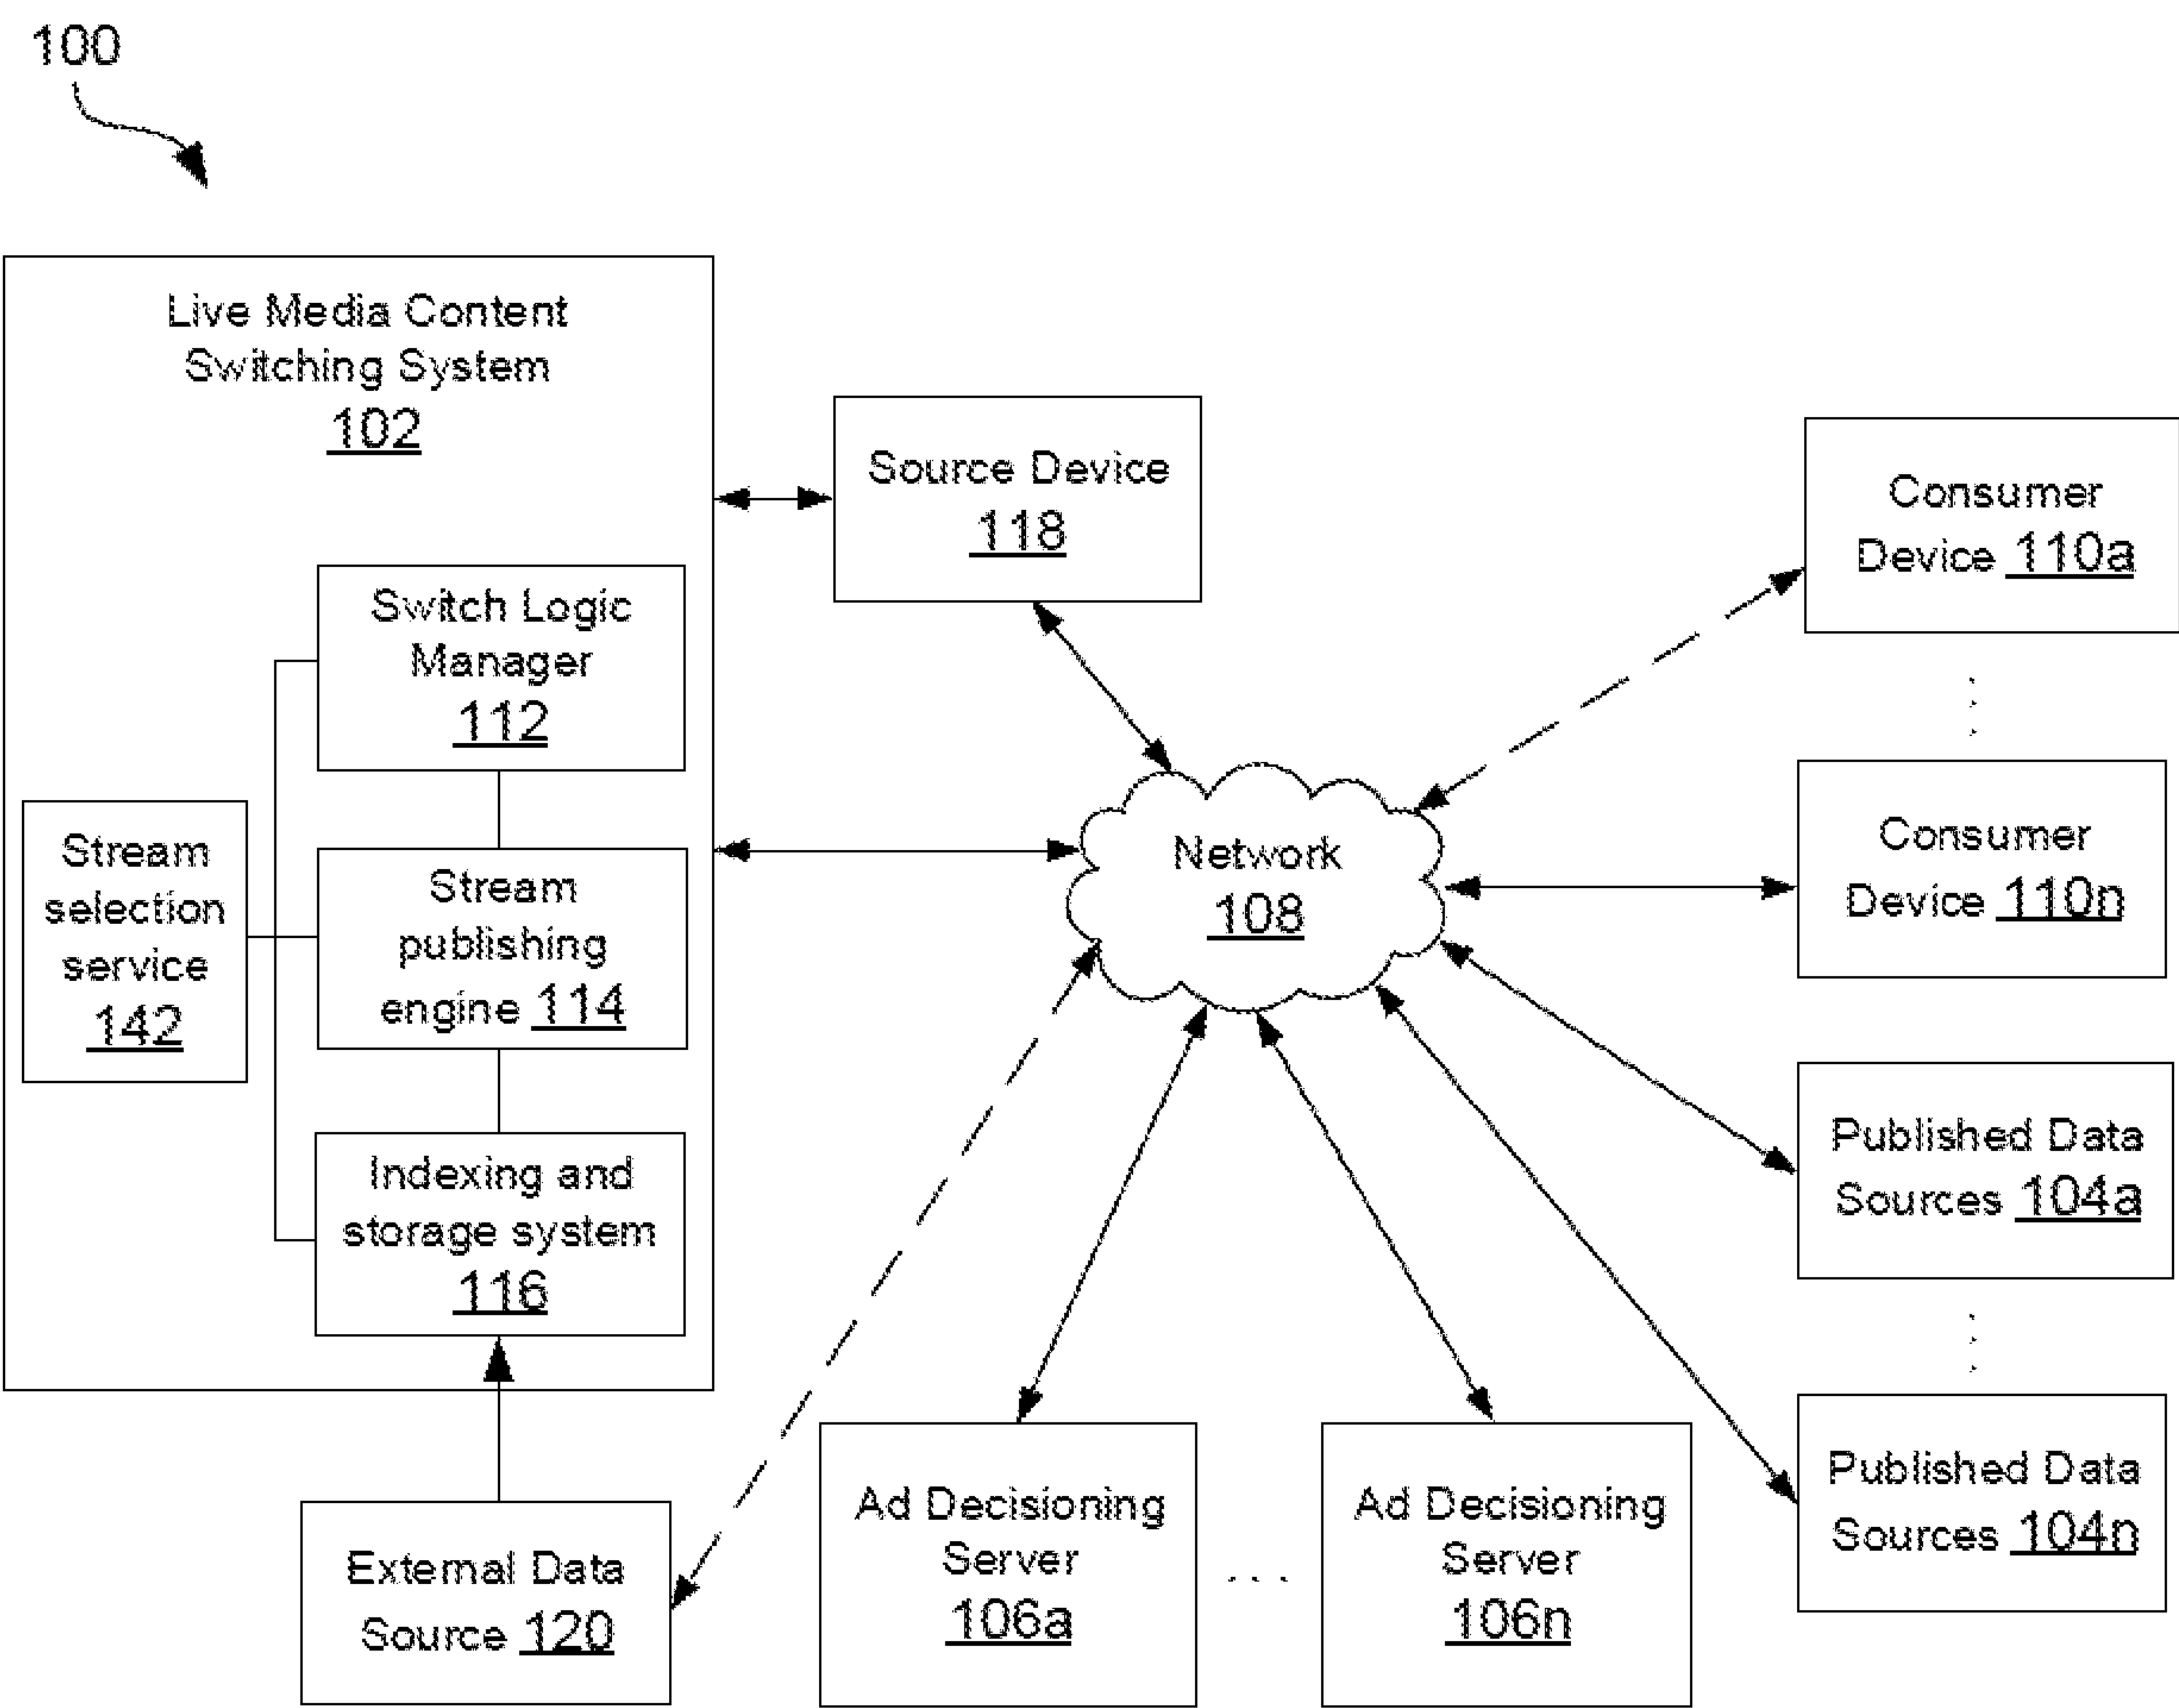 100
Live Media Content
Switching System
102
Switch Logic
Manager
112
Stream
selection
service
142
Stream
publishing
engine 114
Indexing and
storage system
116
Source Device
118
Network
108
Consumer
Device 110a
Consumer
Device 110n
Published Data
Sources 104a
Published Data
Sources 104n
External Data
Source 120
Ad Decisioning
Server
106a
. . .
Ad Decisioning
Server
106n